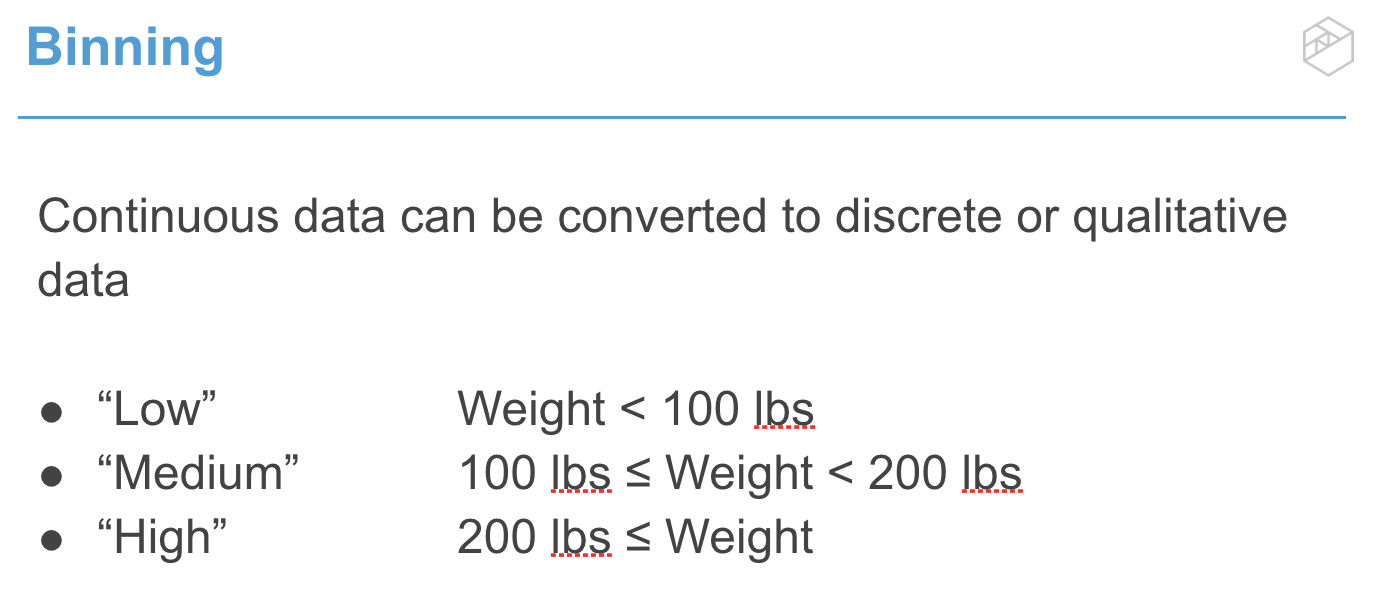 Binning
Continuous data can be converted to discrete or qualitative
data
● “Low” Weight < 100 lbs
● “Medium” 100 lbs ≤ Weight < 200 lbs
● “High” 200 lbs ≤ Weight